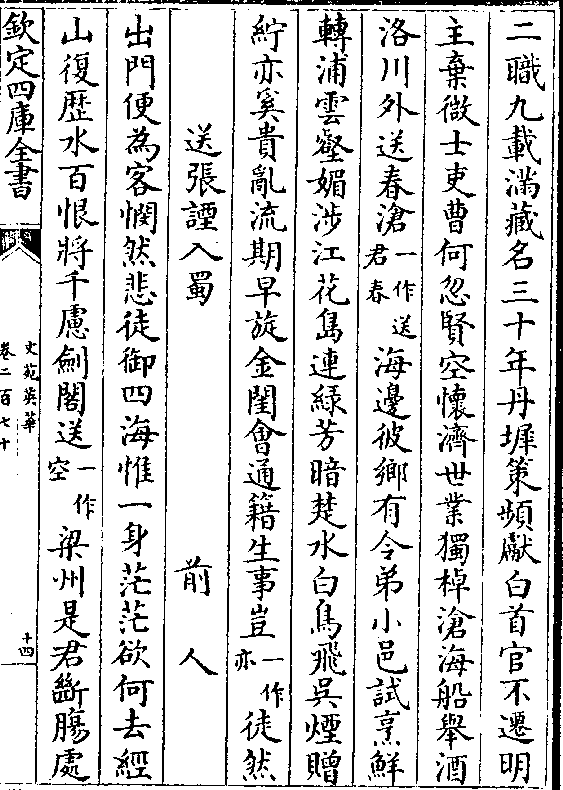 二職九載滿藏名三十年丹墀策頻獻白首官不遷明
主棄微士吏曹何忽賢空懷濟世業獨棹滄海船舉酒
洛川外送春滄一作送君春海邊彼鄉有令弟小邑試烹鮮
轉浦雲壑媚涉江花島連緑芳暗楚水白鳥飛吳煙贈
紵亦奚貴亂流期早旋金閨會通籍生事豈一作亦徒然
送張諲入蜀 前人
出門便為客惘然悲徒御四海惟一身茫茫欲何去經
山復歴水百恨將千慮劍閣送一作空梁州是君斷膓處
欽定四庫全書
文苑英華
卷二百七十
十四